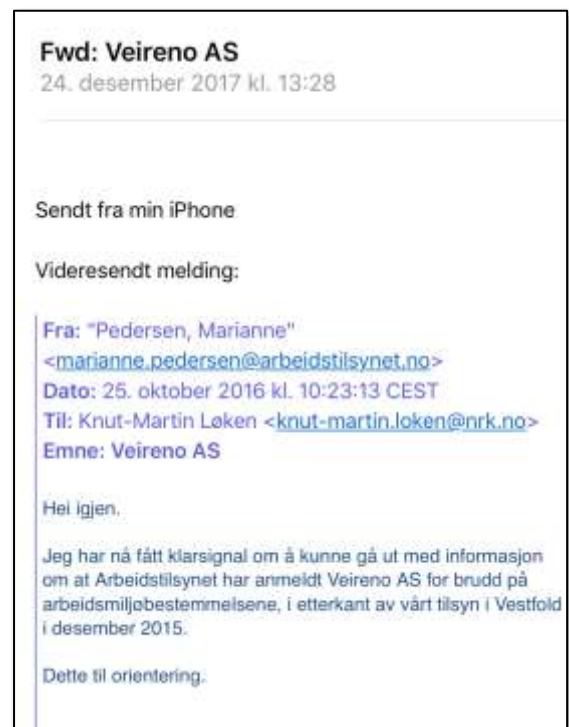 Fwd: Veireno AS
24. desember 2017 kl. 13:28
Sendt fra min iPhone
Videresendt melding:
Fra: "Pedersen, Marianne"
<marianne.pedersen@arbeidstilsynet.no>
Dato: 25. oktober 2016 kl. 10:23:13 CEST
Til: Knut-Martin Løken <knut-martin.loken@nrk.no>
Emne: Veireno AS
Hei igjen.
Jeg har nå fått klarsignal om å kunne gå ut med informasjon
om at Arbeidstilsynet har anmeldt Veireno AS for brudd på
arbeidsmiljøbestemmelsene, i etterkant av vårt tilsyn i Vestfold
i desember 2015.
Dette til orientering.